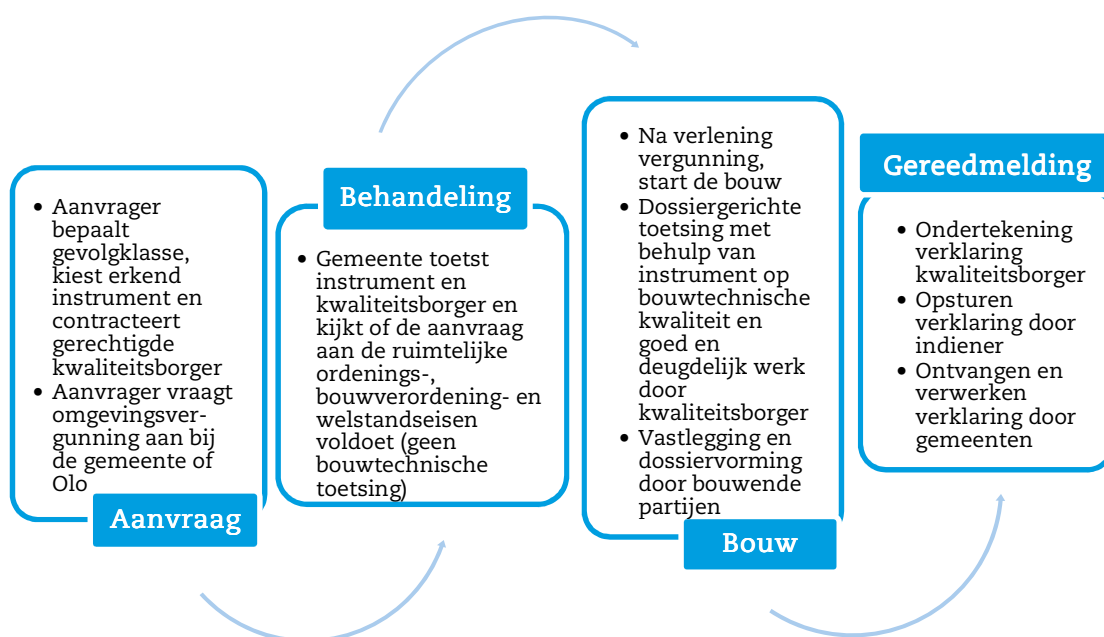 • Aanvrager
bepaalt
gevolgklasse,
kiest erkend
instrument en
contracteert
gerechtigde
kwaliteitsborger
• Aanvrager vraagt
omgevingsver-
gunning aan bij
de gemeente of
Olo
Aanvraag
Behandeling
• Gemeente toetst
instrument en
kwaliteitsborger en
kijkt of de aanvraag
aan de ruimtelijke
ordenings-,
bouwverordening- en
welstandseisen
voldoet (geen
bouwtechnische
toetsing)
• Na verlening
vergunning,
start de bouw
• Dossiergerichte
toetsing met
behulp van
instrument op
bouwtechnische
kwaliteit en
goed en
deugdelijk werk
door
kwaliteitsborger
• Vastlegging en
dossiervorming
door bouwende
partijen
Bouw
Gereedmelding
• Ondertekening
verklaring
kwaliteitsborger
• Opsturen
verklaring door
indiener
• Ontvangen en
verwerken
verklaring door
gemeenten